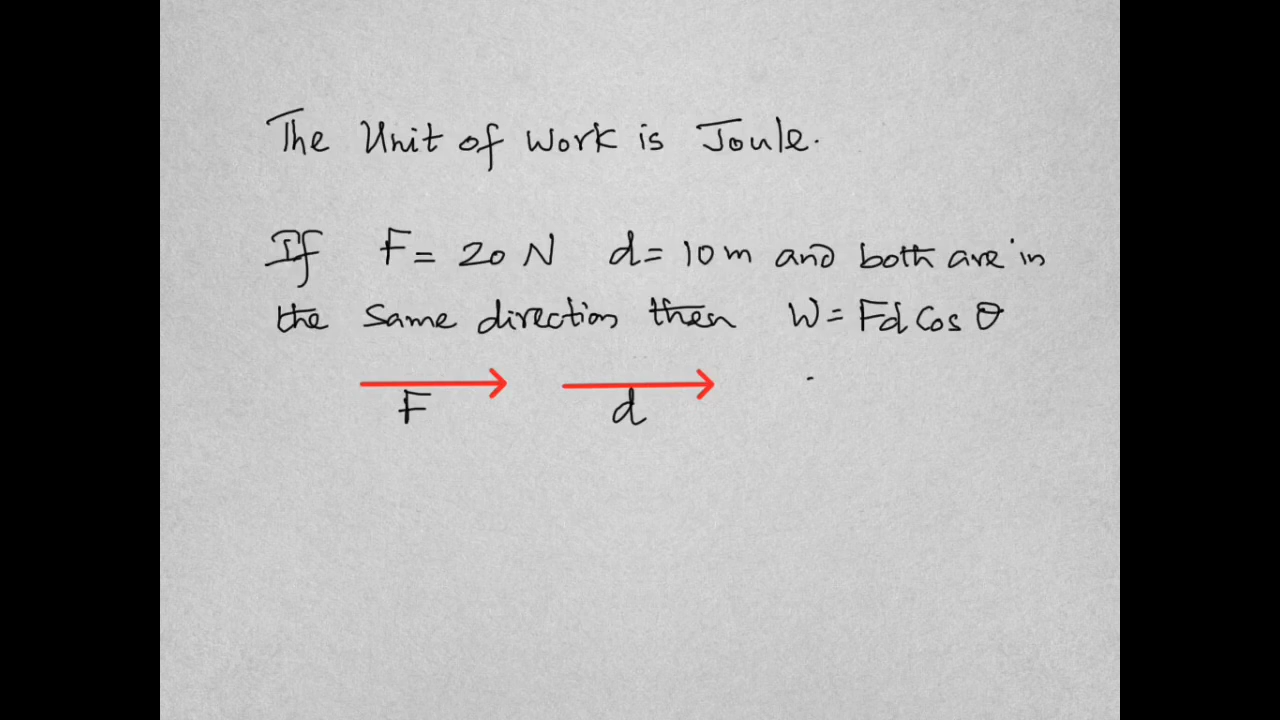 The Unit of Work is Joule.
If F = 20 N d = 10 m and both are in
the same direction then W = Fd Cos θ
F d